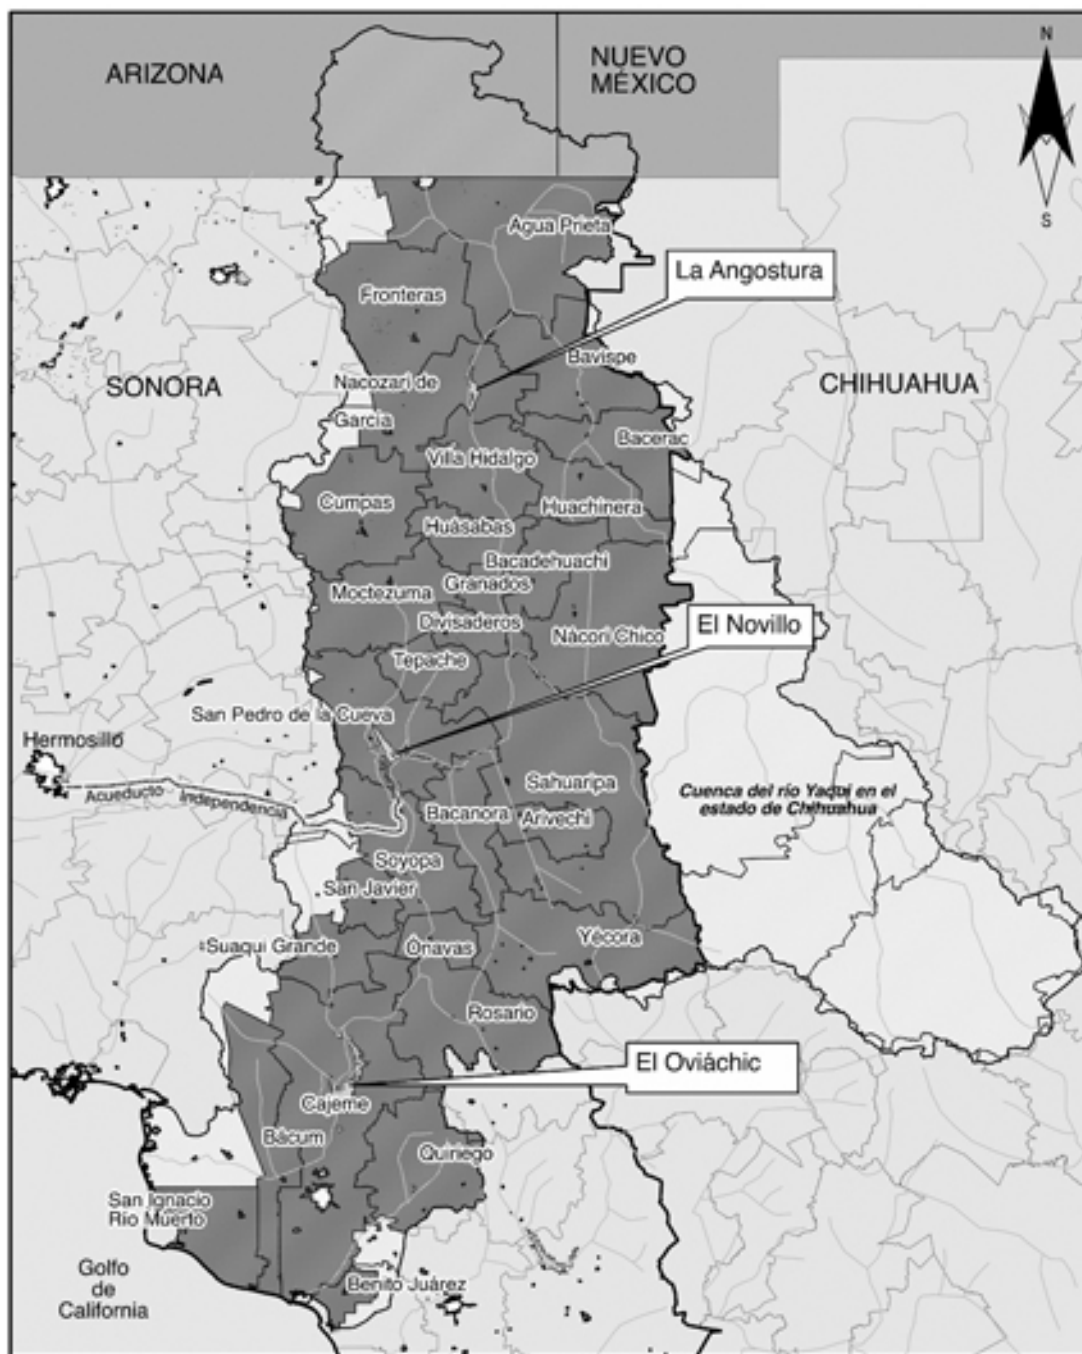 ARIZONA
NUEVO
MÉXICO
N
S
Agua Prieta
La Angostura
Fronteras
Bavispe
SONORA
Nacozari de
García
CHIHUAHUA
Bacerac
Villa Hidalgo
Cumpas
Huachinera
Huásabas
Bacadehuachi
Granados
Moctezuma
Divisaderos
El Novillo
Nácori Chico
Tepache
San Pedro de la Cueva
Hermosillo
Acueducto Independencia
Sahuaripa
Cuenca del río Yaqui en el
estado de Chihuahua
Bacanora
Arivechi
Soyopa
San Javier
Suaqui Grande
Ónavas
Yécora
Rosario
El Oviáchic
Cajeme
Bácum
Quiriego
San Ignacio
Río Muerto
Golfo
de
California
Benito Juárez